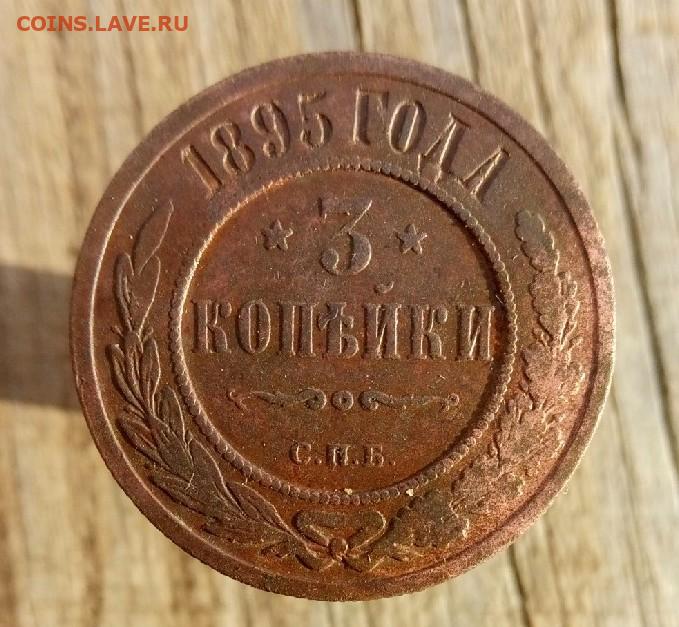 COINS.LAVE.RU
1895 ГОДА
3
КОПѢЙКИ
С.П.Б.